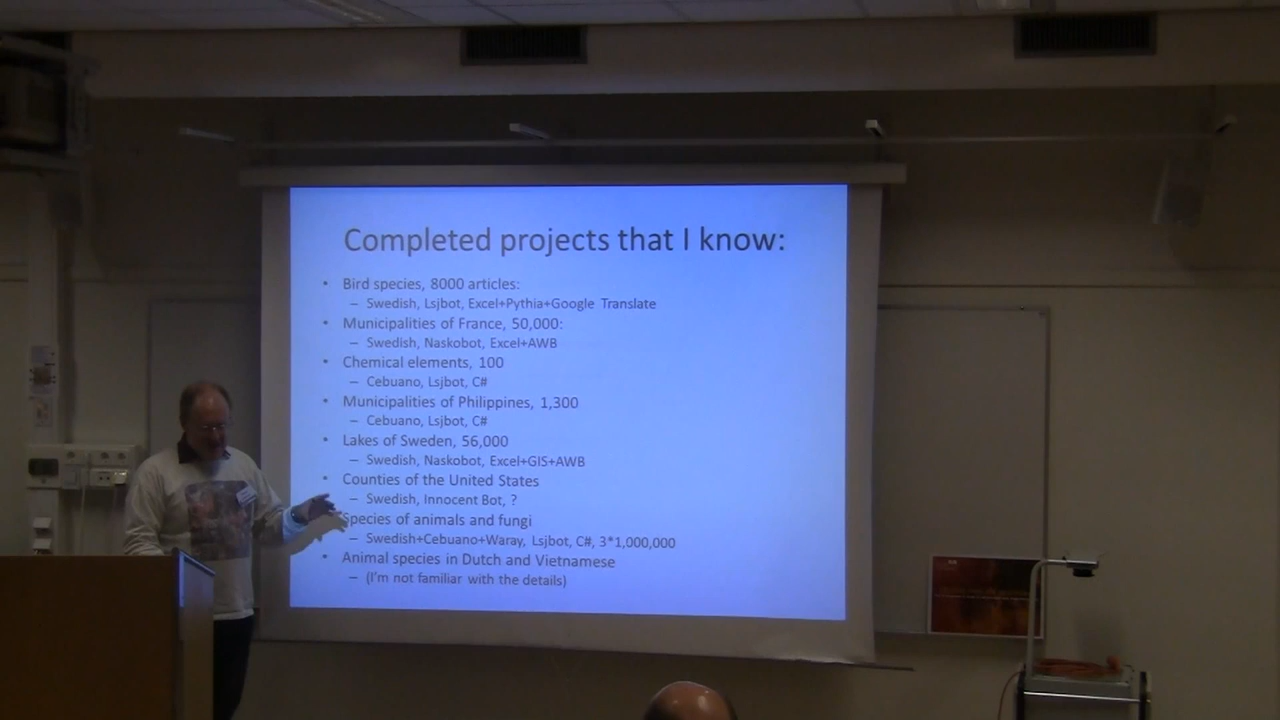 Completed projects that I know:
• Bird species, 8000 articles:
– Swedish, Lsjbot, Excel+Pythia+Google Translate
• Municipalities of France, 50,000:
– Swedish, Naskobot, Excel+AWB
• Chemical elements, 100
– Cebuano, Lsjbot, C#
• Municipalities of Philippines, 1,300
– Cebuano, Lsjbot, C#
• Lakes of Sweden, 56,000
– Swedish, Naskobot, Excel+GIS+AWB
• Counties of the United States
– Swedish, Innocent Bot, ?
Species of animals and fungi
– Swedish+Cebuano+Waray, Lsjbot, C#, 3*1,000,000
• Animal species in Dutch and Vietnamese
– (I'm not familiar with the details)